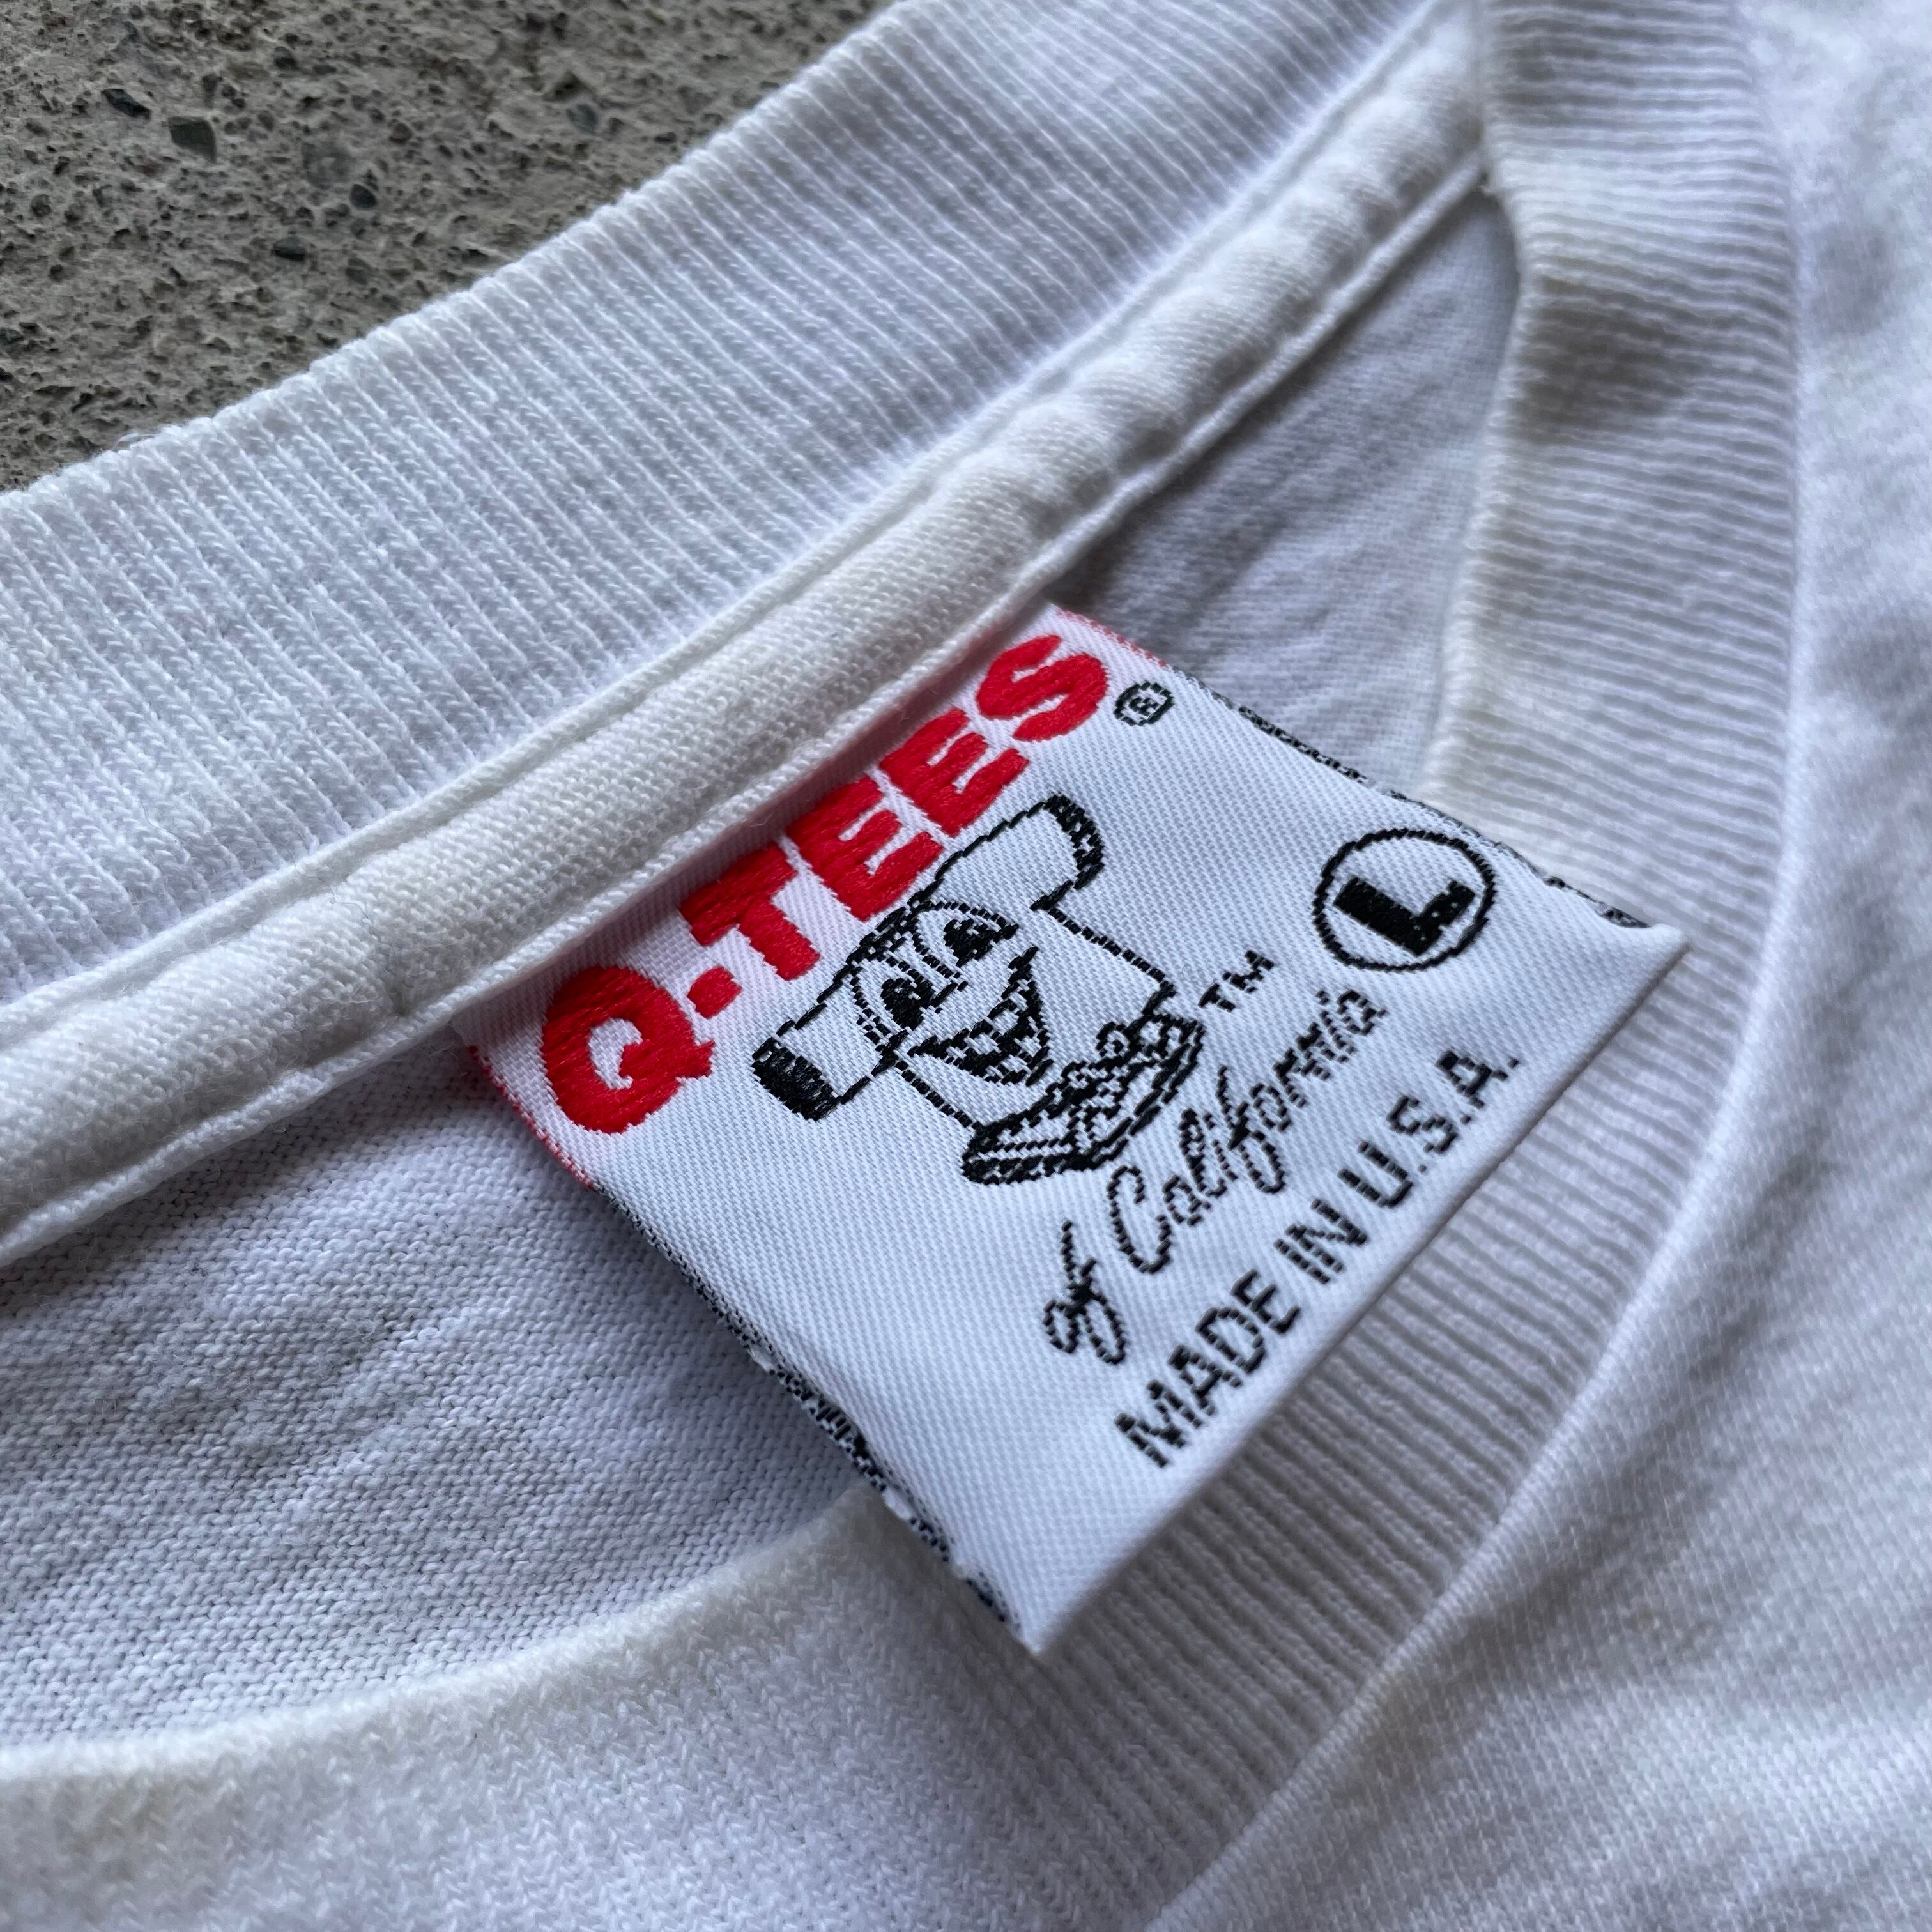 Q-TEES®
L
TM
of California
MADE IN U.S.A.